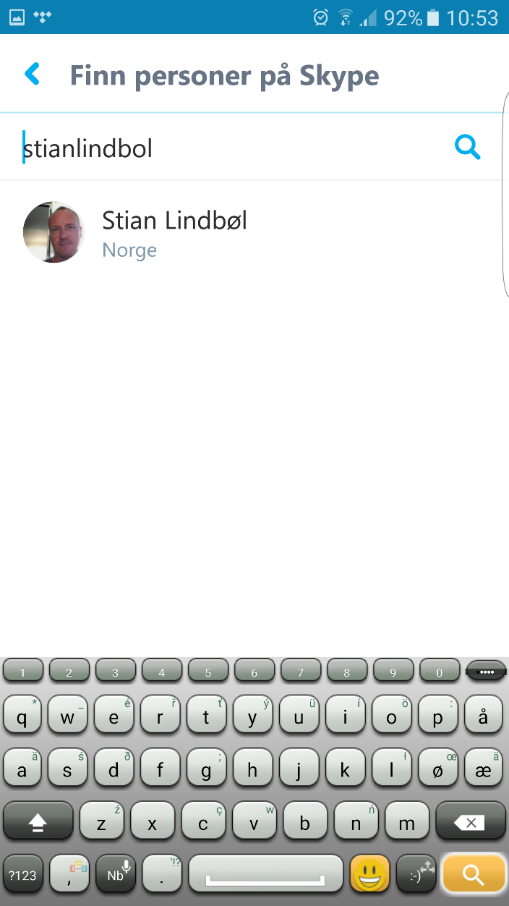 92% 10:53
Finn personer på Skype
stianlindbol
Stian Lindbøl
Norge
1 2 3 4 5 6 7 8 9 0 ....
q * w _ e é r ř t ť y ý u ü i í o ö p : å
a ä s ś d ð f g ; h j k l ł ø œ æ ä
z ź x c ç v w b n ń m
?123 , Nb . '!? :-)